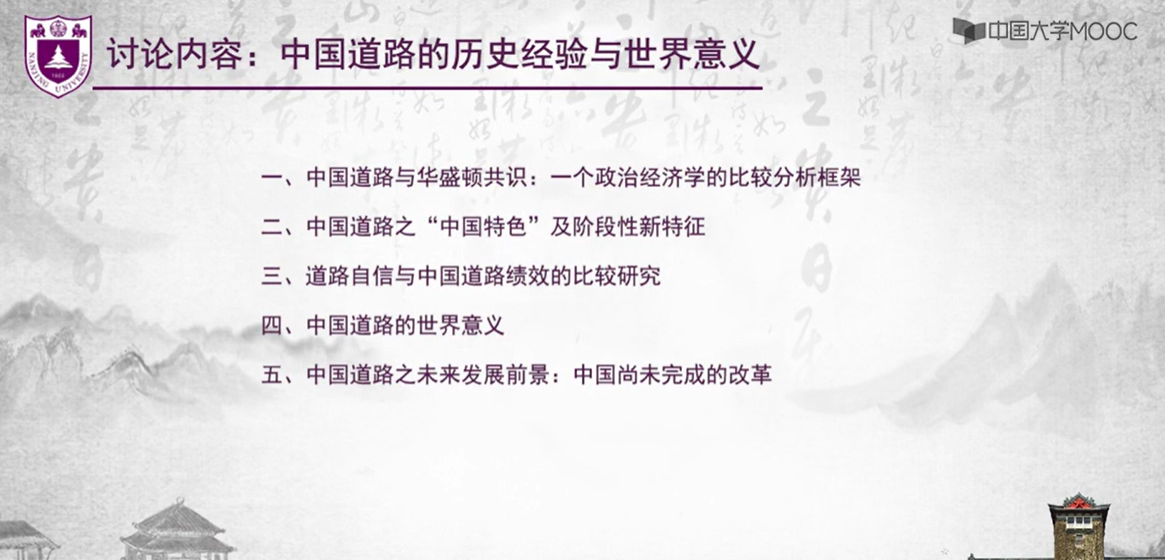 讨论内容：中国道路的历史经验与世界意义
中国大学MOOC
NANJING UNIVERSITY
一、中国道路与华盛顿共识：一个政治经济学的比较分析框架
二、中国道路之“中国特色”及阶段性新特征
三、道路自信与中国道路绩效的比较研究
四、中国道路的世界意义
五、中国道路之未来发展前景：中国尚未完成的改革